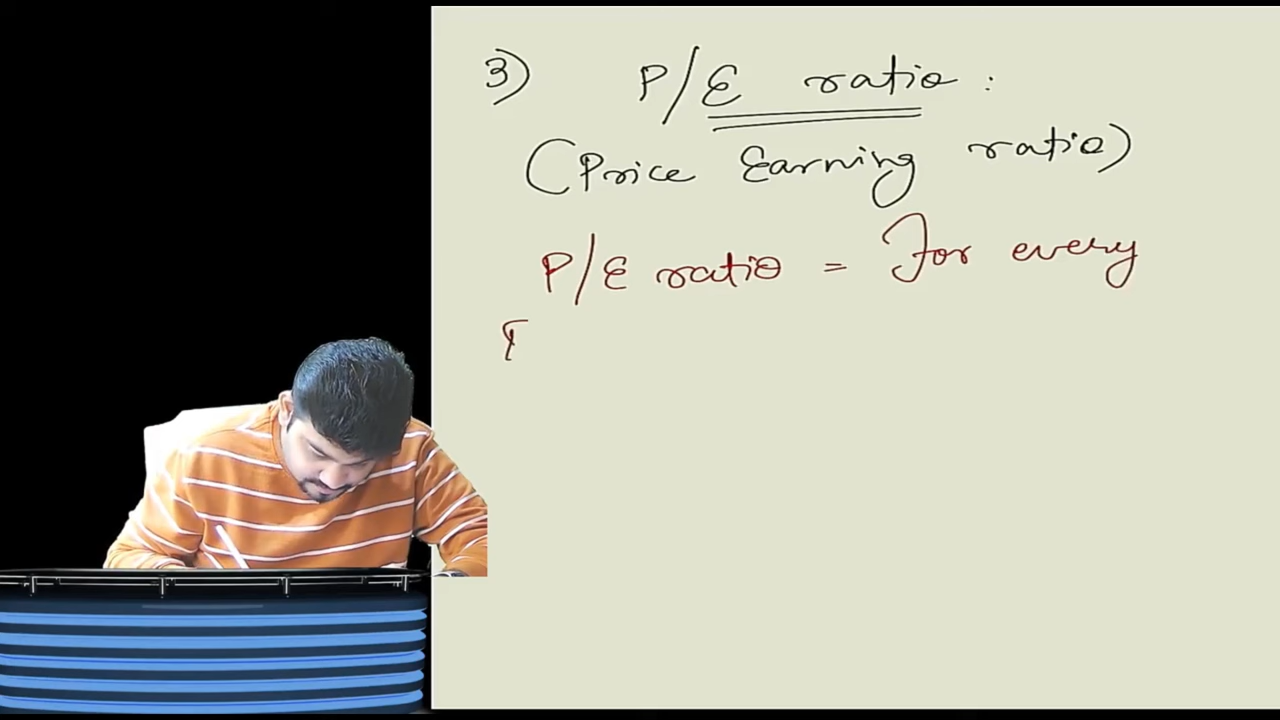 3) P/E ratio :
(Price Earning ratio)
P/E ratio = For every